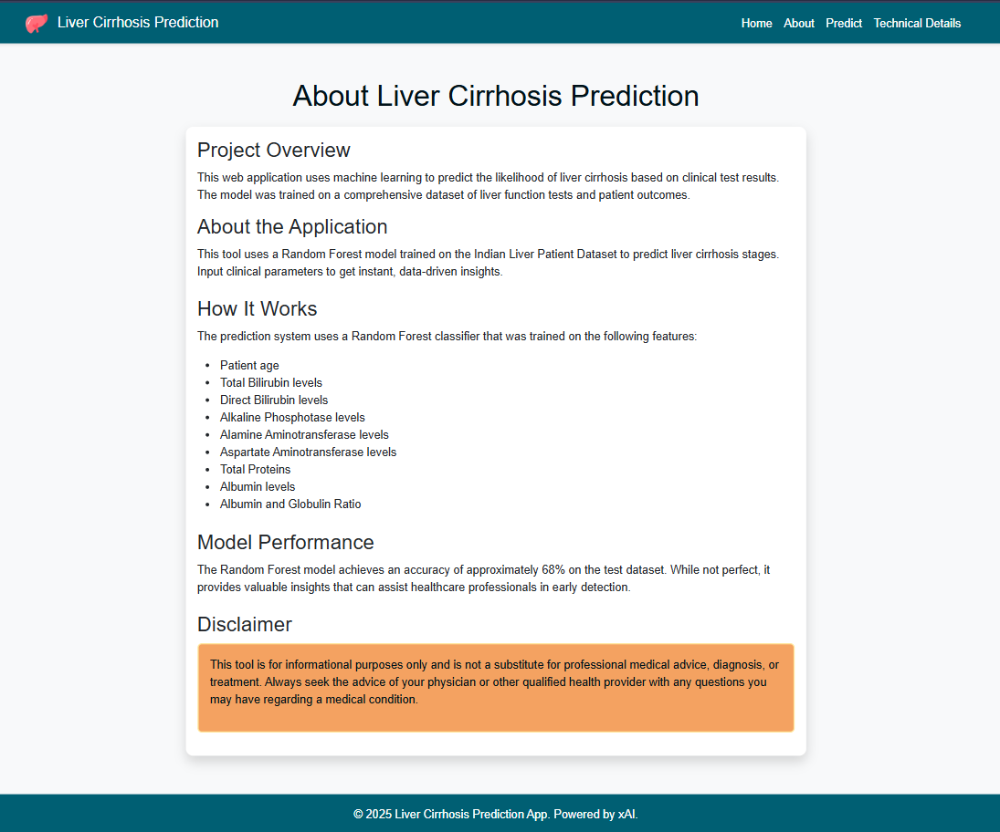 Liver Cirrhosis Prediction
Home About Predict Technical Details
About Liver Cirrhosis Prediction
Project Overview
This web application uses machine learning to predict the likelihood of liver cirrhosis based on clinical test results.
The model was trained on a comprehensive dataset of liver function tests and patient outcomes.
About the Application
This tool uses a Random Forest model trained on the Indian Liver Patient Dataset to predict liver cirrhosis stages.
Input clinical parameters to get instant, data-driven insights.
How It Works
The prediction system uses a Random Forest classifier that was trained on the following features:
• Patient age
• Total Bilirubin levels
• Direct Bilirubin levels
• Alkaline Phosphotase levels
• Alamine Aminotransferase levels
• Aspartate Aminotransferase levels
• Total Proteins
• Albumin levels
• Albumin and Globulin Ratio
Model Performance
The Random Forest model achieves an accuracy of approximately 68% on the test dataset. While not perfect, it
provides valuable insights that can assist healthcare professionals in early detection.
Disclaimer
This tool is for informational purposes only and is not a substitute for professional medical advice, diagnosis, or
treatment. Always seek the advice of your physician or other qualified health provider with any questions you
may have regarding a medical condition.
© 2025 Liver Cirrhosis Prediction App. Powered by xAI.